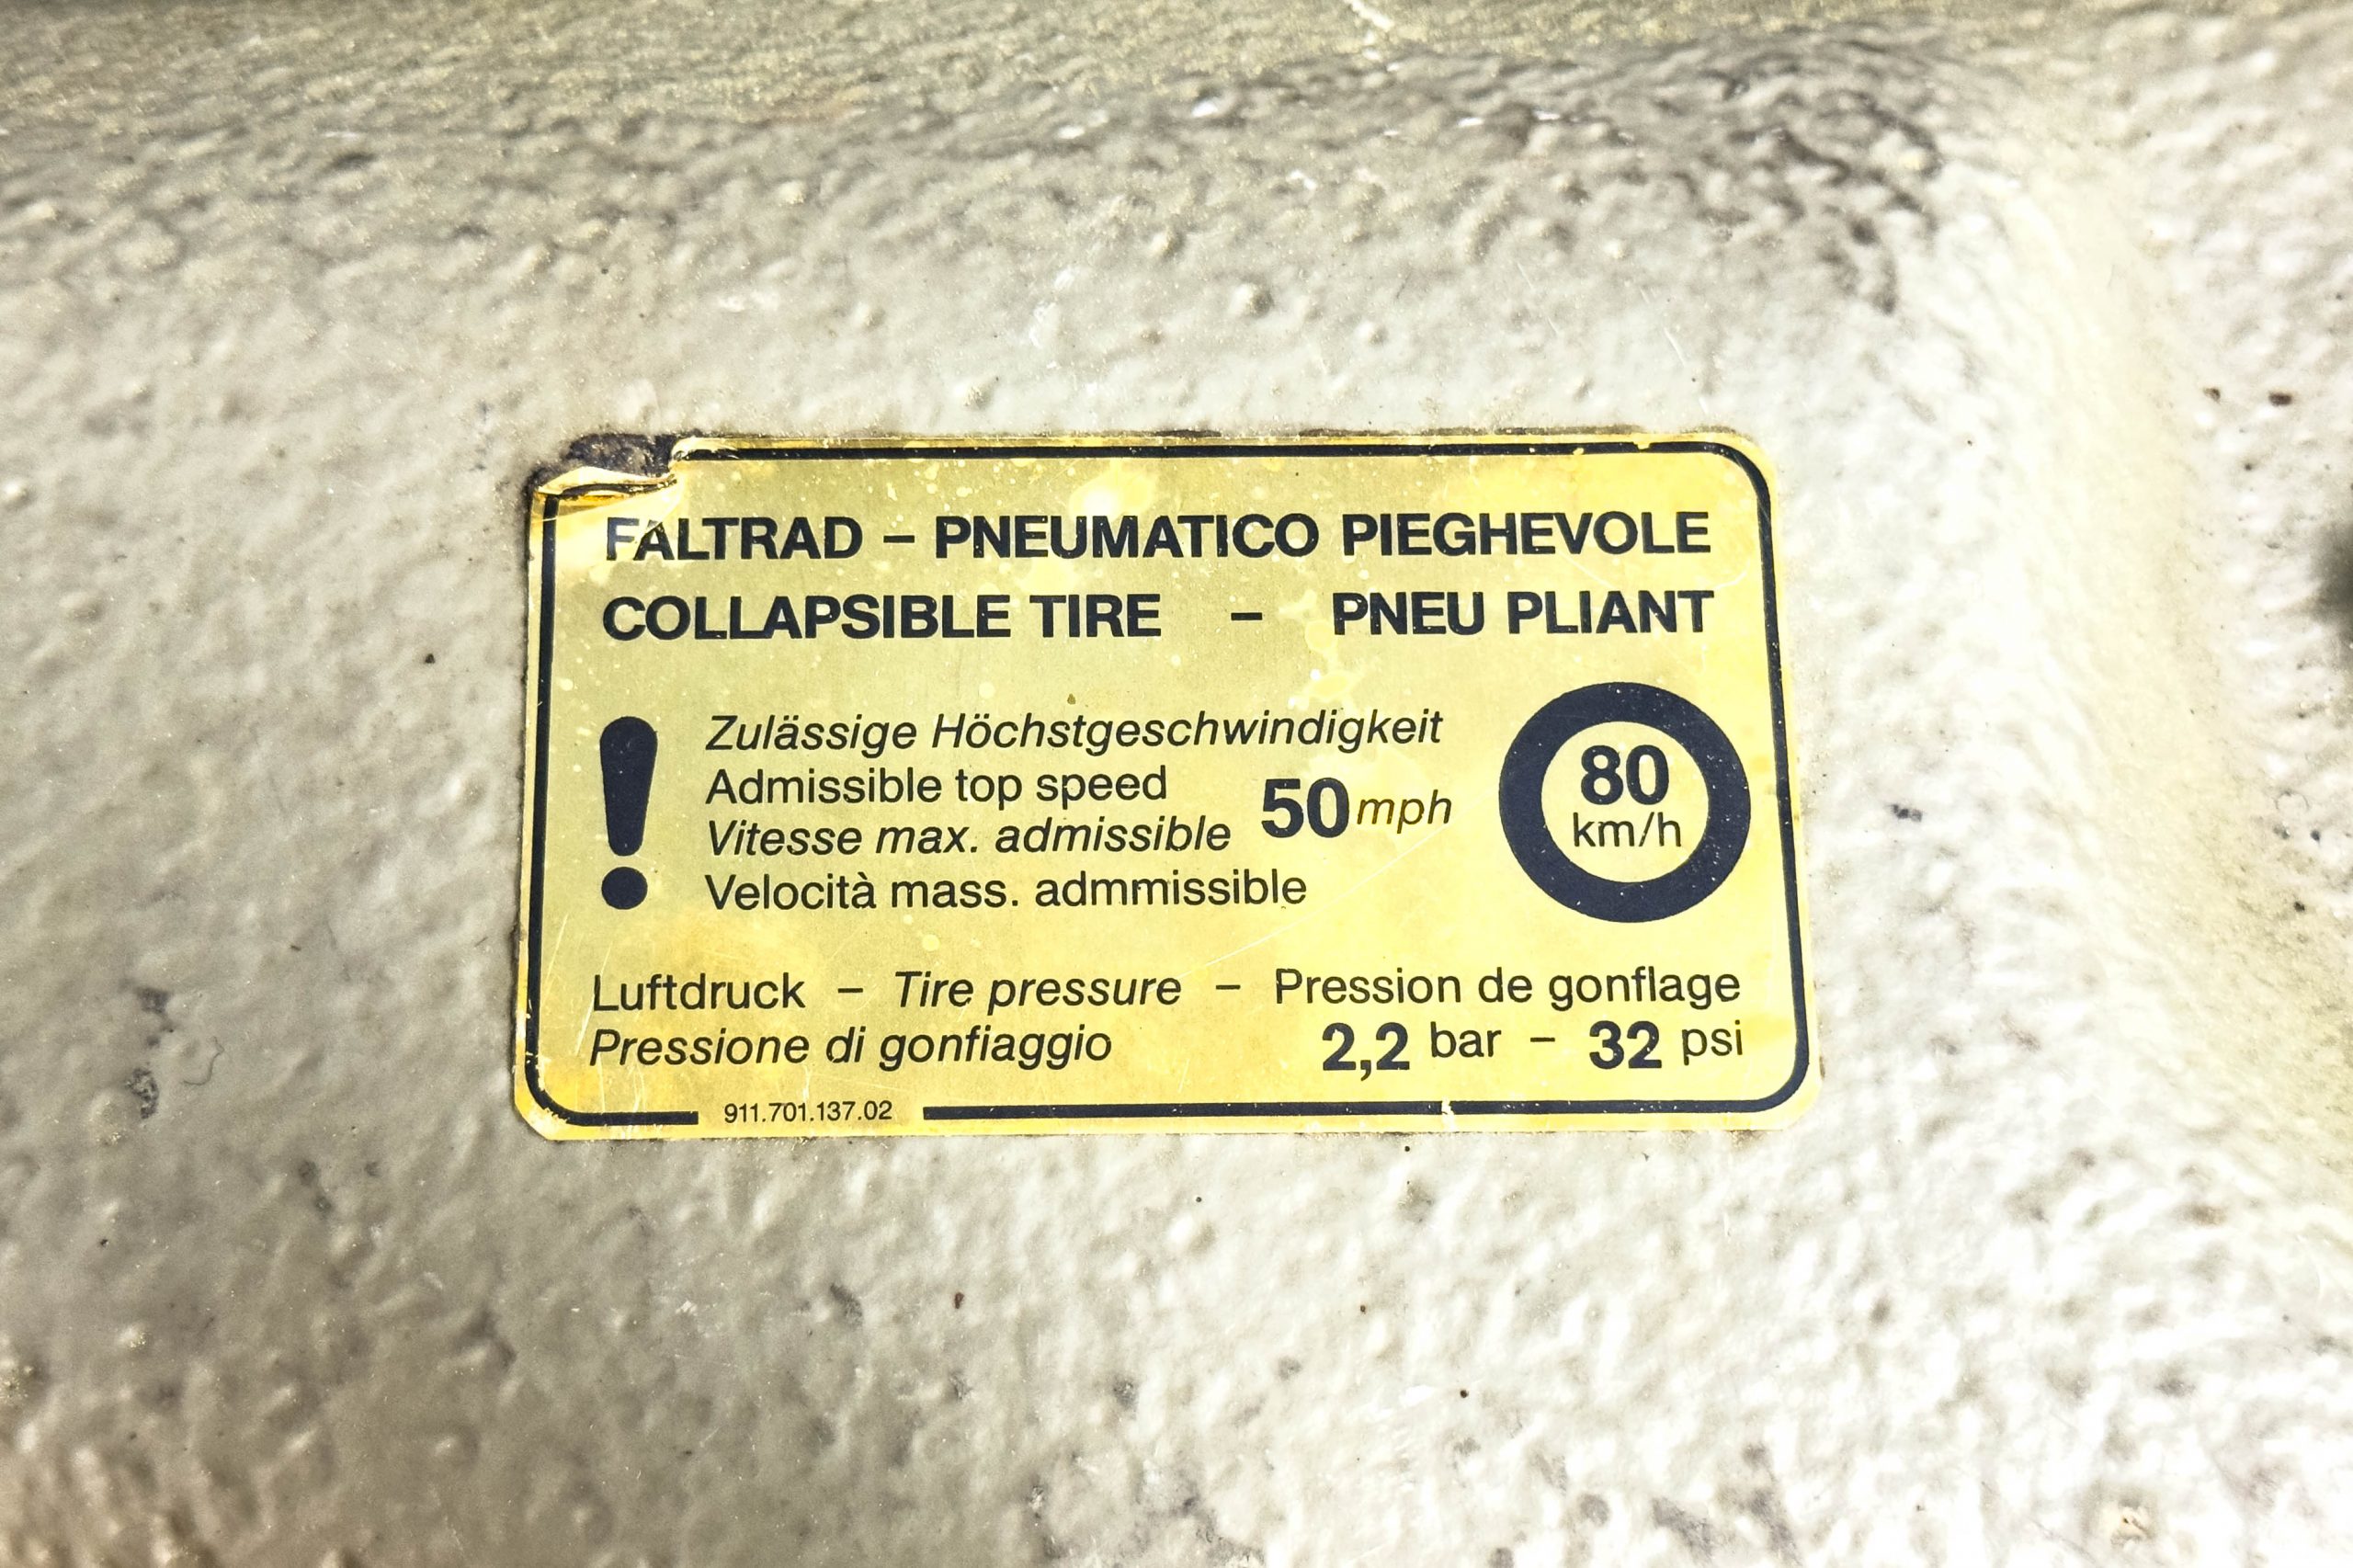 FALTRAD – PNEUMATICO PIEGHEVOLE
COLLAPSIBLE TIRE – PNEU PLIANT
! Zulässige Höchstgeschwindigkeit
Admissible top speed
Vitesse max. admissible
Velocità mass. admmissible
50 mph
80
km/h
Luftdruck – Tire pressure – Pression de gonflage
Pressione di gonfiaggio 2,2 bar – 32 psi
911.701.137.02